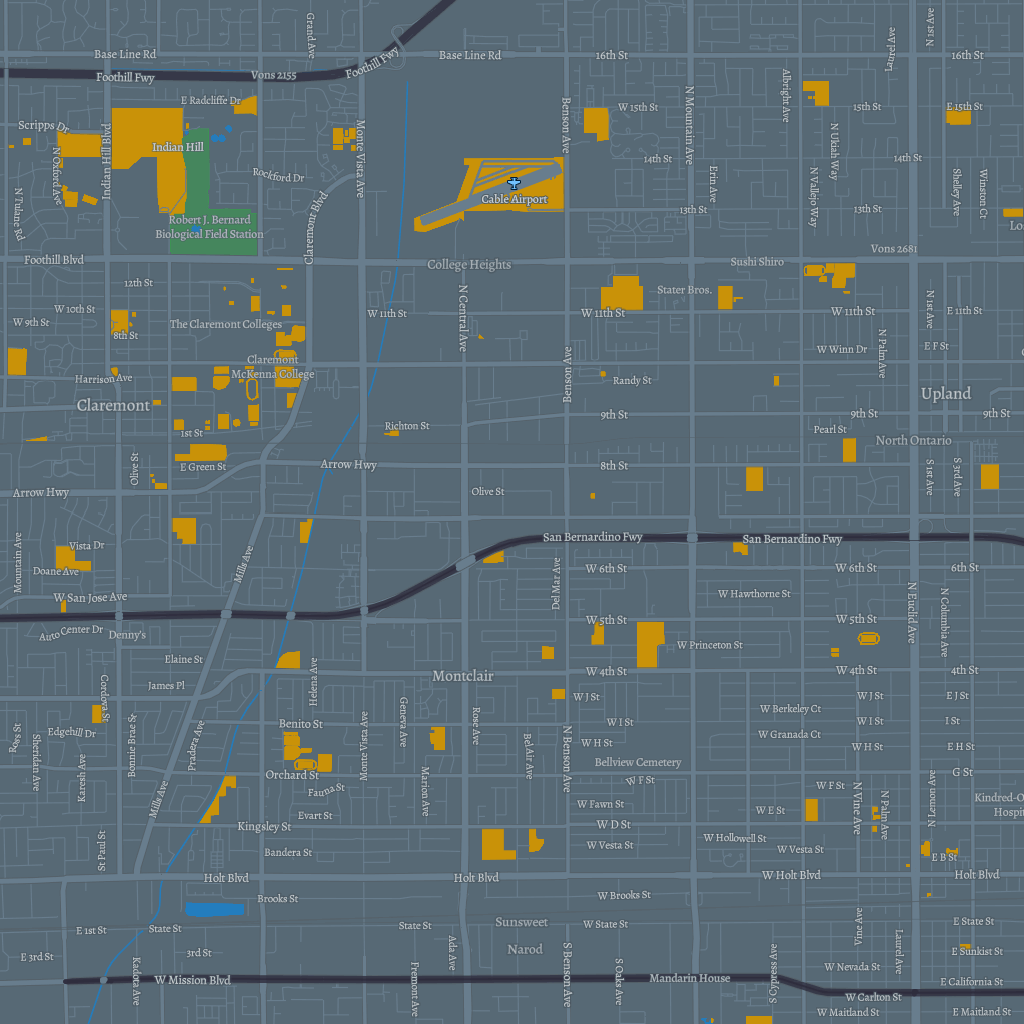 Grand Ave
N 1st Ave
Laurel Ave
Base Line Rd
Foothill Fwy
Base Line Rd
16th St
16th St
Foothill Fwy
Vons 2155
Albright Ave
E Radcliffe Dr
W 15th St
15th St
E 15th St
Scripps Dr
Indian Hill Blvd
Monte Vista Ave
Benson Ave
N Mountain Ave
N Ukiah Way
Indian Hill
14th St
14th St
N Oxford Ave
Rockford Dr
Erin Ave
N Vallejo Way
Shelley Ave
Winston Ct
N Tulane Rd
Claremont Blvd
Cable Airport
13th St
13th St
Robert J. Bernard
Biological Field Station
Foothill Blvd
College Heights
Sushi Shiro
Vons 2681
12th St
Stater Bros.
W 10th St
W 9th St
8th St
The Claremont Colleges
W 11th St
N Central Ave
W 11th St
W 11th St
N 1st Ave
E 11th St
Claremont
McKenna College
W Winn Dr
N Palm Ave
E F St
Harrison Ave
Benson Ave
Randy St
Claremont
Upland
9th St
9th St
9th St
1st St
Richton St
Pearl St
North Ontario
E Green St
Olive St
Arrow Hwy
8th St
S 1st Ave
S 3rd Ave
Arrow Hwy
Olive St
San Bernardino Fwy
San Bernardino Fwy
Mountain Ave
Vista Dr
Doane Ave
Mills Ave
Del Mar Ave
W 6th St
W 6th St
6th St
W San Jose Ave
W Hawthorne St
N Euclid Ave
N Columbia Ave
Auto Center Dr
Denny's
W 5th St
W 5th St
W Princeton St
Elaine St
W 4th St
W 4th St
4th St
James Pl
Helena Ave
Montclair
Cordova St
W J St
W J St
E J St
Geneva Ave
Rose Ave
W Berkeley Ct
Ross St
Sheridan Ave
Edgehill Dr
Bonnie Brae St
Pradera Ave
Benito St
Monte Vista Ave
W I St
W I St
I St
W Granada Ct
Karesh Ave
BelAir Ave
N Benson Ave
W H St
W H St
E H St
Bellview Cemetery
Orchard St
Marion Ave
W F St
G St
Fauna St
W F St
Mills Ave
N Vine Ave
N Palm Ave
N Lemon Ave
W Fawn St
Evart St
W E St
Kingsley St
W D St
St Paul St
W Hollowell St
W Vesta St
W Vesta St
Bandera St
E B St
Holt Blvd
Holt Blvd
W Holt Blvd
Holt Blvd
Brooks St
W Brooks St
E 1st St
State St
State St
Sunsweet
W State St
Vine Ave
Laurel Ave
E State St
3rd St
Ada Ave
Narod
E Sunkist St
E 3rd St
Kadota Ave
W Mission Blvd
Fremont Ave
S Benson Ave
S Oaks Ave
Mandarin House
S Cypress Ave
W Nevada St
E California St
W Carlton St
W Maitland St
E Maitland St